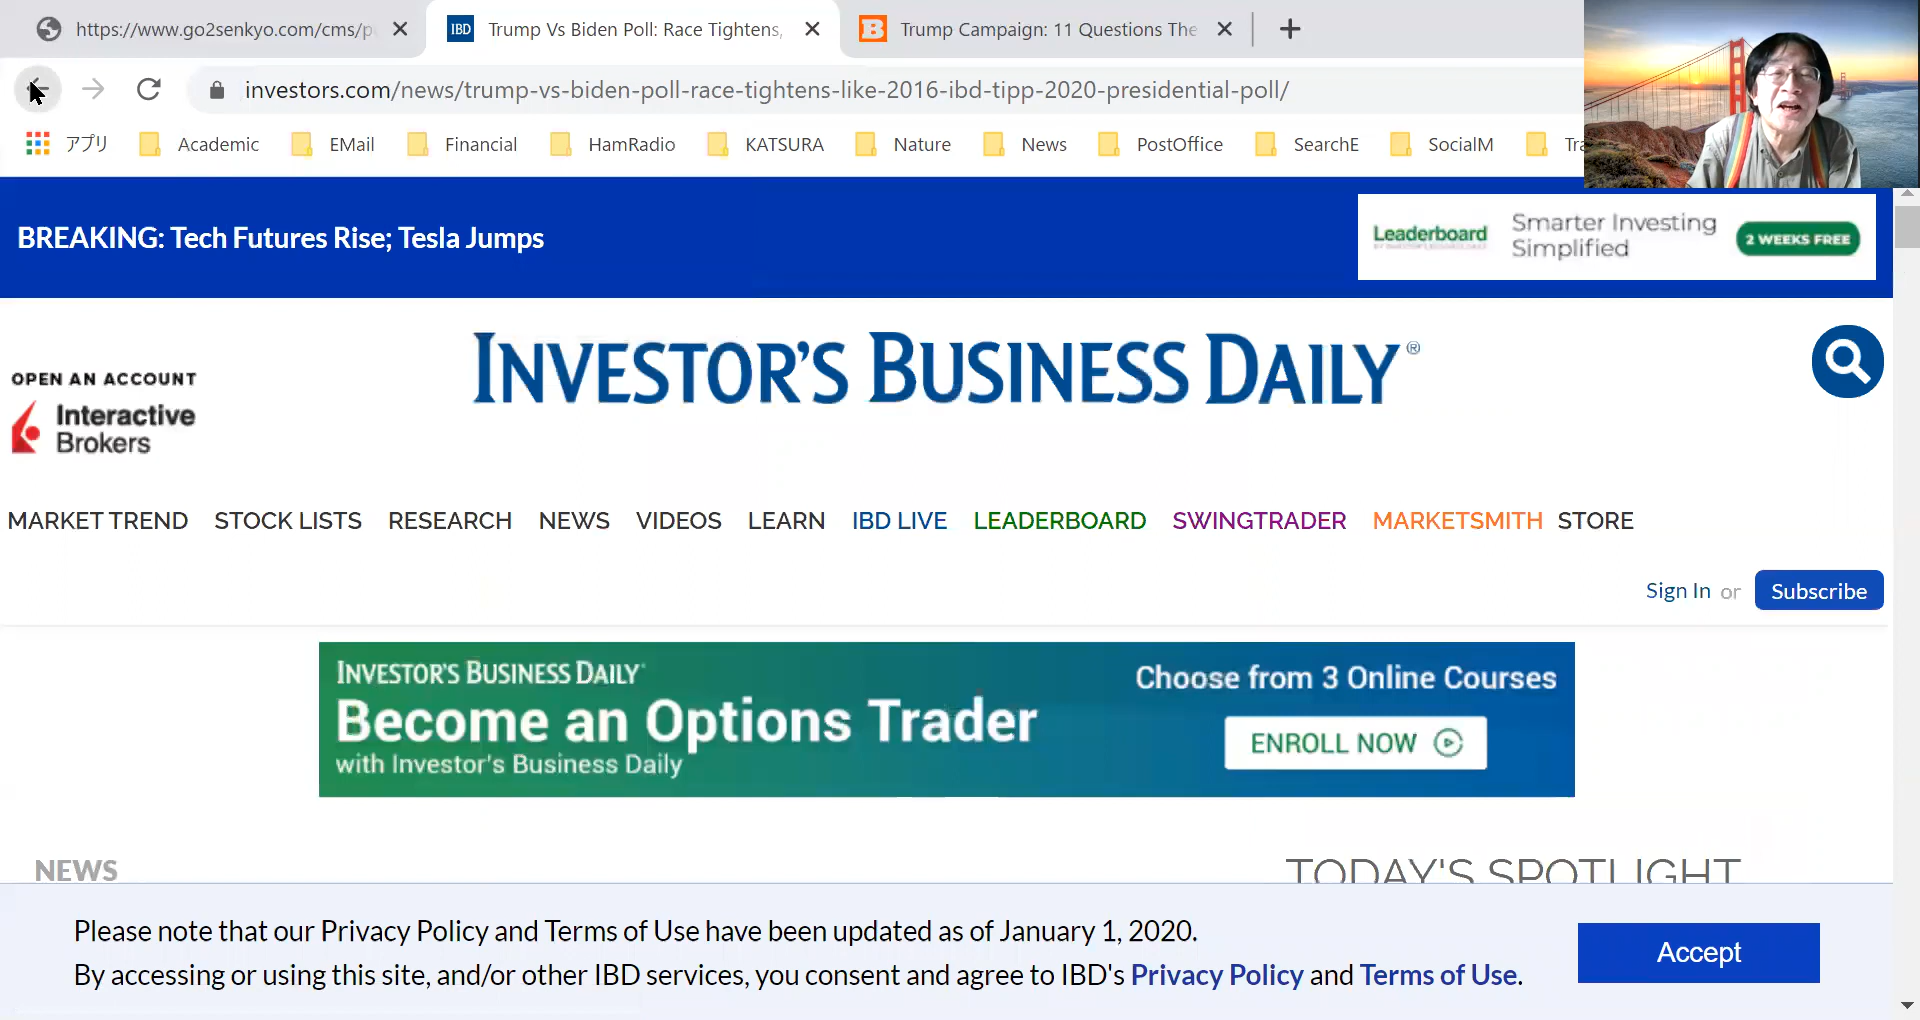 https://www.go2senkyo.com/cms/p
IBD Trump Vs Biden Poll: Race Tightens,
Trump Campaign: 11 Questions The
investors.com/news/trump-vs-biden-poll-race-tightens-like-2016-ibd-tipp-2020-presidential-poll/
アプリ Academic EMail Financial HamRadio KATSURA Nature News PostOffice SearchE SocialM Tra
BREAKING: Tech Futures Rise; Tesla Jumps
Leaderboard
Smarter Investing
Simplified
2 WEEKS FREE
OPEN AN ACCOUNT
Interactive
Brokers
INVESTOR'S BUSINESS DAILY®
MARKET TREND STOCK LISTS RESEARCH NEWS VIDEOS LEARN IBD LIVE LEADERBOARD SWINGTRADER MARKETSMITH STORE
Sign In or Subscribe
INVESTOR'S BUSINESS DAILY
Become an Options Trader
with Investor's Business Daily
Choose from 3 Online Courses
ENROLL NOW
NEWS
TODAY'S SPOTLIGHT
Please note that our Privacy Policy and Terms of Use have been updated as of January 1, 2020.
By accessing or using this site, and/or other IBD services, you consent and agree to IBD's Privacy Policy and Terms of Use.
Accept